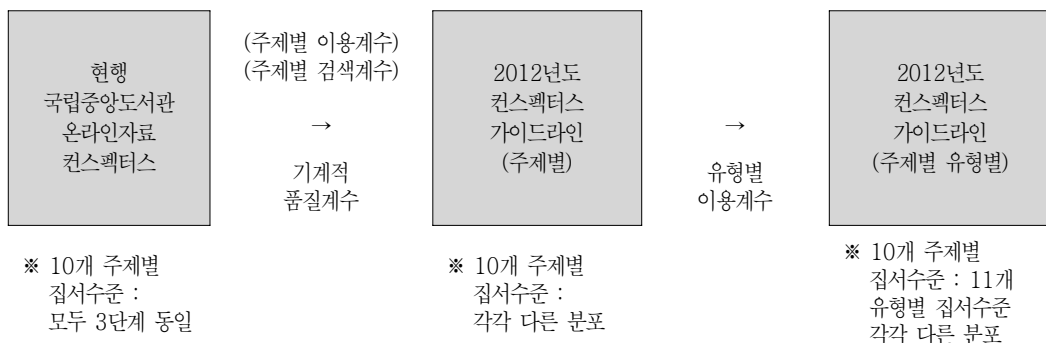 현행
국립중앙도서관
온라인자료
컨스펙터스
(주제별 이용계수)
(주제별 검색계수)
→
기계적
품질계수
2012년도
컨스펙터스
가이드라인
(주제별)
→
유형별
이용계수
2012년도
컨스펙터스
가이드라인
(주제별 유형별)
※ 10개 주제별
집서수준 :
모두 3단계 동일
※ 10개 주제별
집서수준 :
각각 다른 분포
※ 10개 주제별
집서수준 : 11개
유형별 집서수준
각각 다른 분포